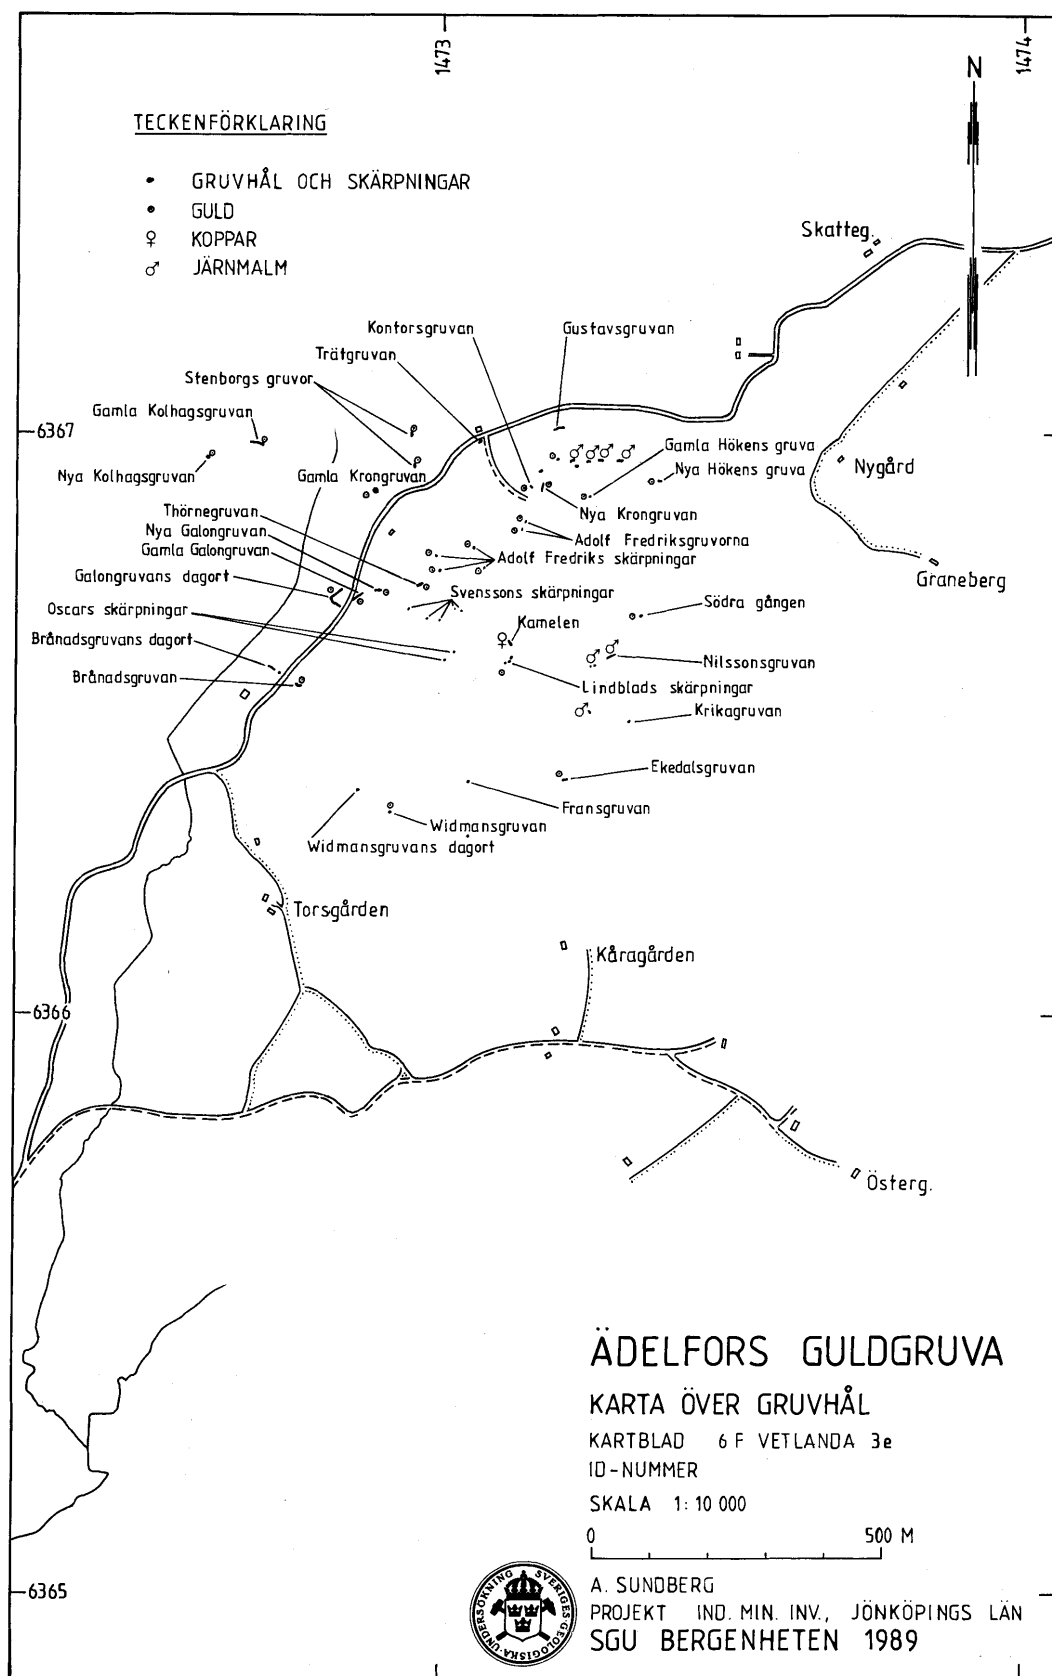 1473
1474
N
TECKENFÖRKLARING
GRUVHÅL OCH SKÄRPNINGAR
GULD
♀ KOPPAR
♂ JÄRNMALM
Skatteg.
Kontorsgruvan
Gustavsgruvan
Trätgruvan
Stenborgs gruvor
Gamla Kolhagsgruvan
6367
Gamla Hökens gruva
Nygård
Nya Kolhagsgruvan
Gamla Krongruvan
Nya Hökens gruva
Thörnegruvan
Nya Krongruvan
Nya Galongruvan
Adolf Fredriksgruvorna
Gamla Galongruvan
Adolf Fredriks skärpningar
Galongruvans dagort
Graneberg
Svenssons skärpningar
Oscars skärpningar
Södra gången
Kamelen
Brånadsgruvans dagort
Nilssonsgruvan
Brånadsgruvan
Lindblads skärpningar
Krikagruvan
Ekedalsgruvan
Fransgruvan
Widmansgruvan
Widmansgruvans dagort
Torsgården
Kåragården
6366
Österg.
ÄDELFORS GULDGRUVA
KARTA ÖVER GRUVHÅL
KARTBLAD 6 F VETLANDA 3e
ID-NUMMER
SKALA 1:10 000
0 500 M
6365
SVERIGES·GEOLOGISKA·UNDERSÖKNING
A. SUNDBERG
PROJEKT IND. MIN. INV., JÖNKÖPINGS LÄN
SGU BERGENHETEN 1989